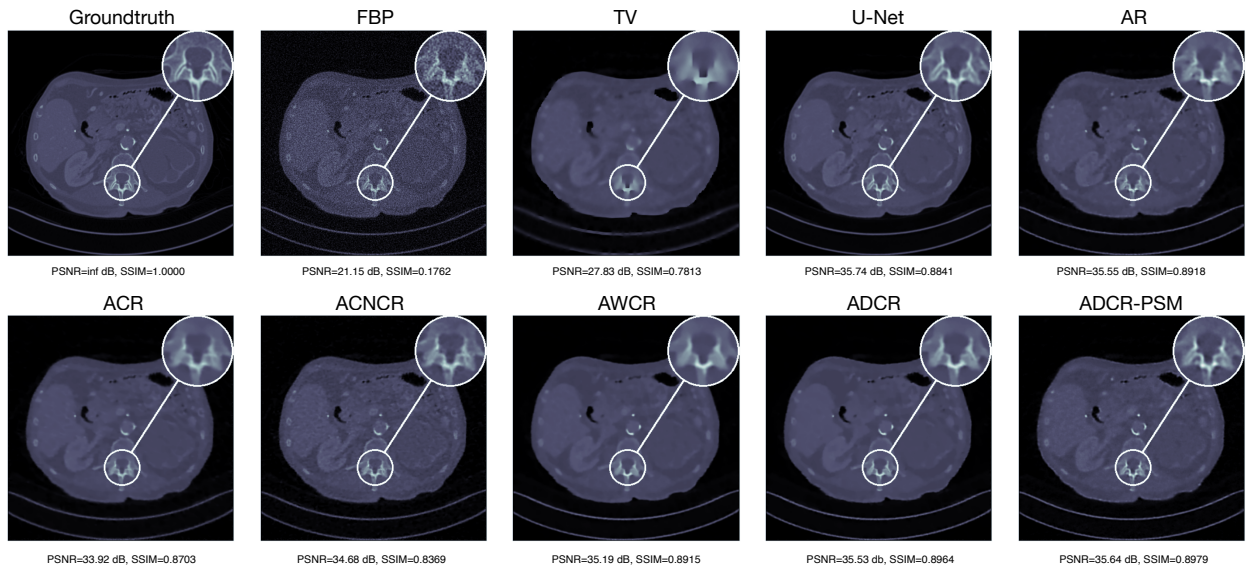 Groundtruth
FBP
TV
U-Net
AR
PSNR=inf dB, SSIM=1.0000
PSNR=21.15 dB, SSIM=0.1762
PSNR=27.83 dB, SSIM=0.7813
PSNR=35.74 dB, SSIM=0.8841
PSNR=35.55 dB, SSIM=0.8918
ACR
ACNCR
AWCR
ADCR
ADCR-PSM
PSNR=33.92 dB, SSIM=0.8703
PSNR=34.68 dB, SSIM=0.8369
PSNR=35.19 dB, SSIM=0.8915
PSNR=35.53 db, SSIM=0.8964
PSNR=35.64 dB, SSIM=0.8979